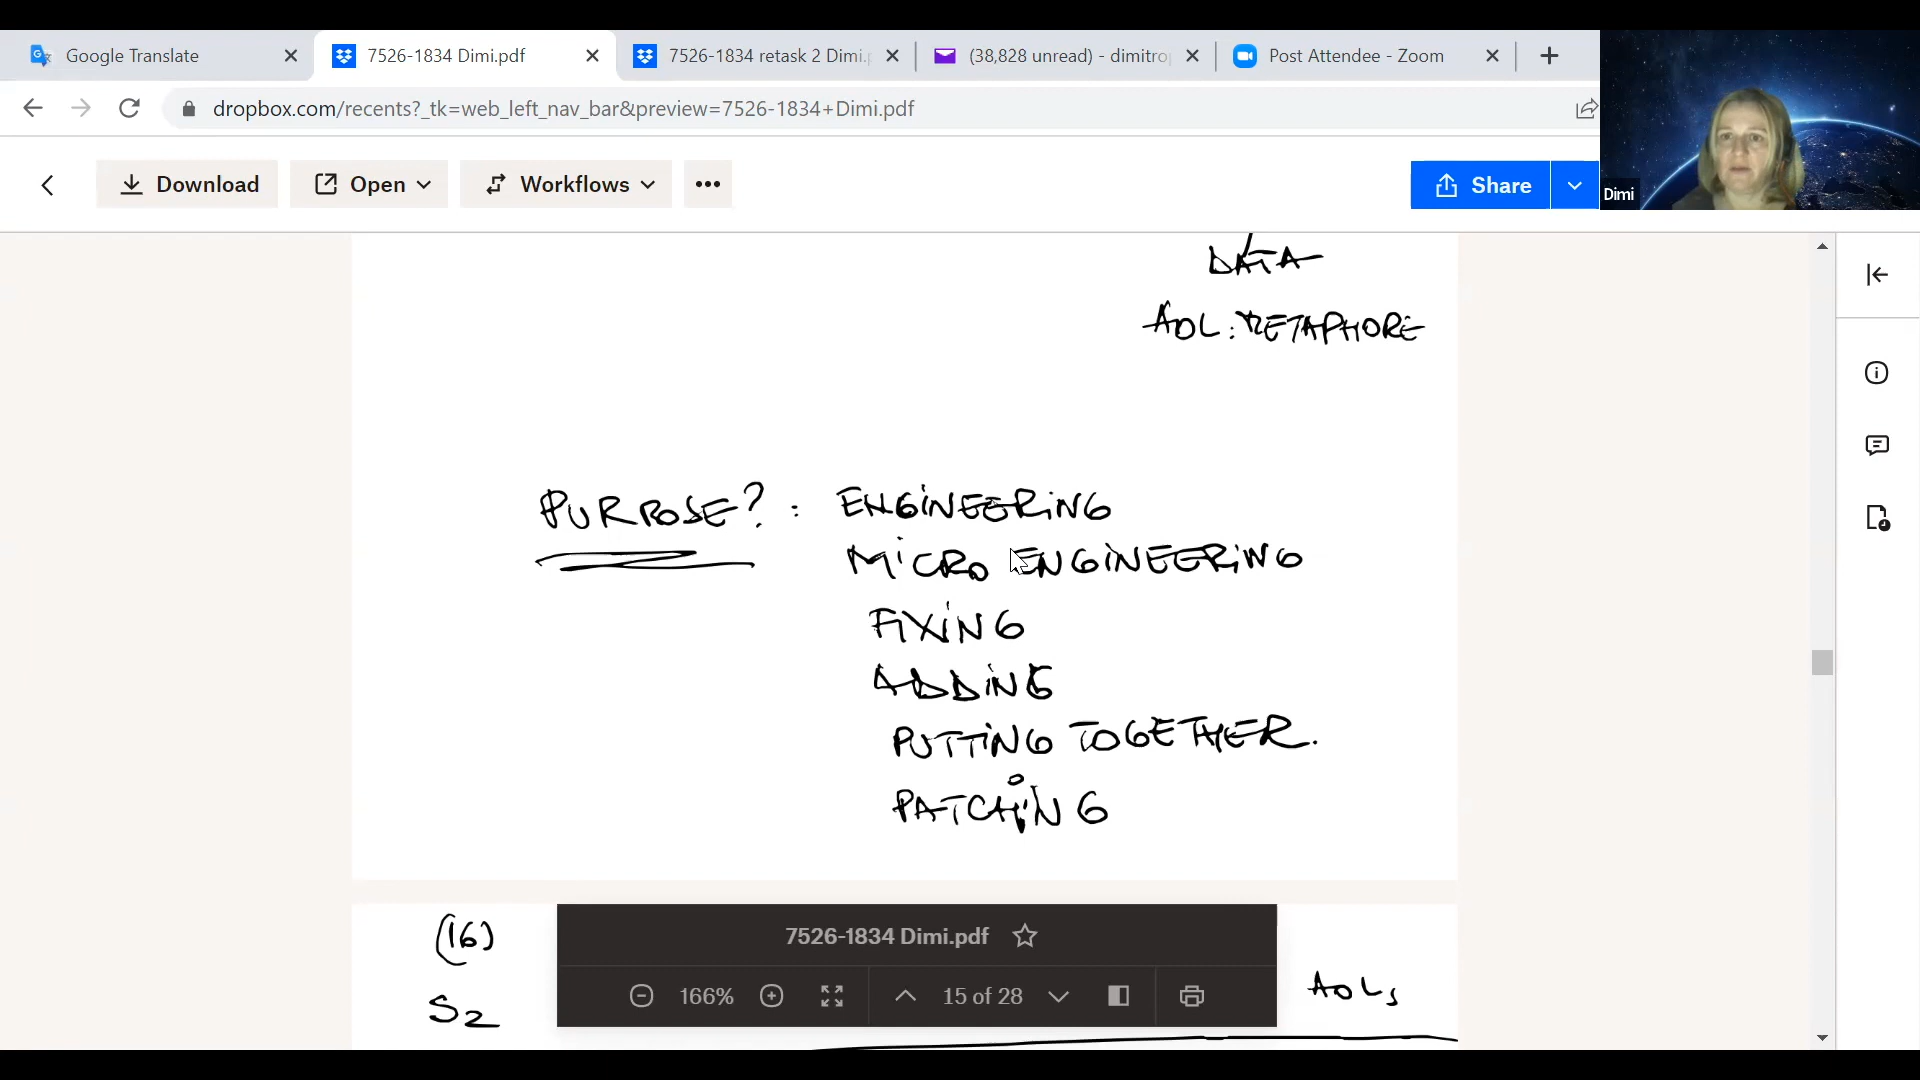 Google Translate
7526-1834 Dimi.pdf
7526-1834 retask 2 Dimi.p
(38,828 unread) - dimitrop
Post Attendee - Zoom
dropbox.com/recents?_tk=web_left_nav_bar&preview=7526-1834+Dimi.pdf
Download
Open
Workflows
Share
Dimi
DATA
AOL: METAPHORE
PURPOSE? : ENGINEERING
MICRO ENGINEERING
FIXING
ADDING
PUTTING TOGETHER.
PATCHING
(16)
S2
AOLs
7526-1834 Dimi.pdf
166%
15 of 28